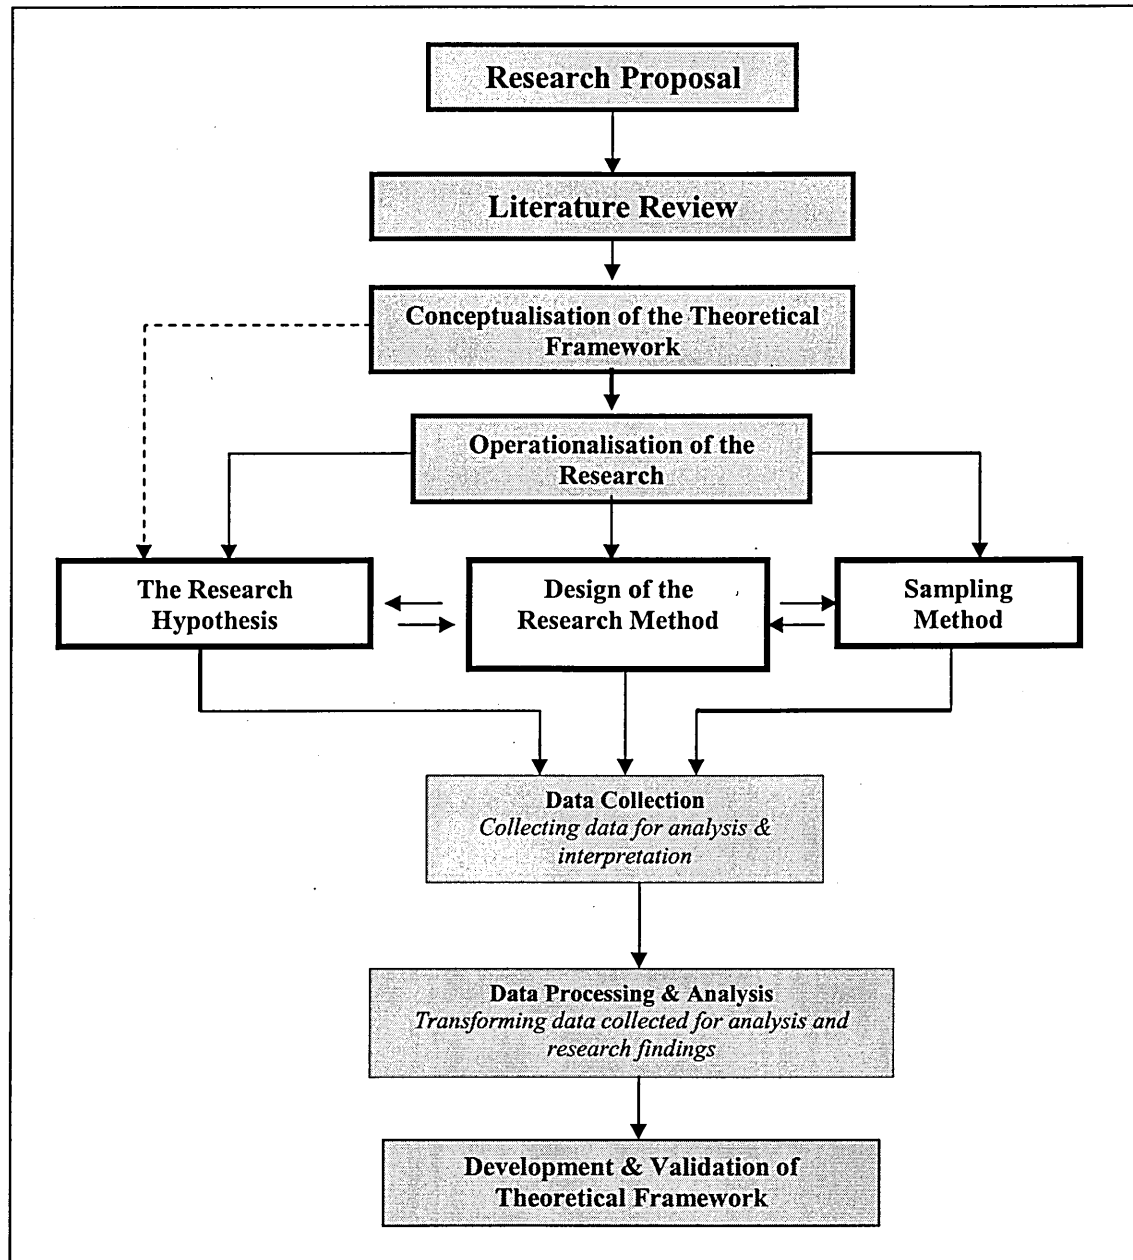 Research Proposal
Literature Review
Conceptualisation of the Theoretical
Framework
Operationalisation of the
Research
The Research
Hypothesis
Design of the
Research Method
Sampling
Method
Data Collection
Collecting data for analysis &
interpretation
Data Processing & Analysis
Transforming data collected for analysis and
research findings
Development & Validation of
Theoretical Framework